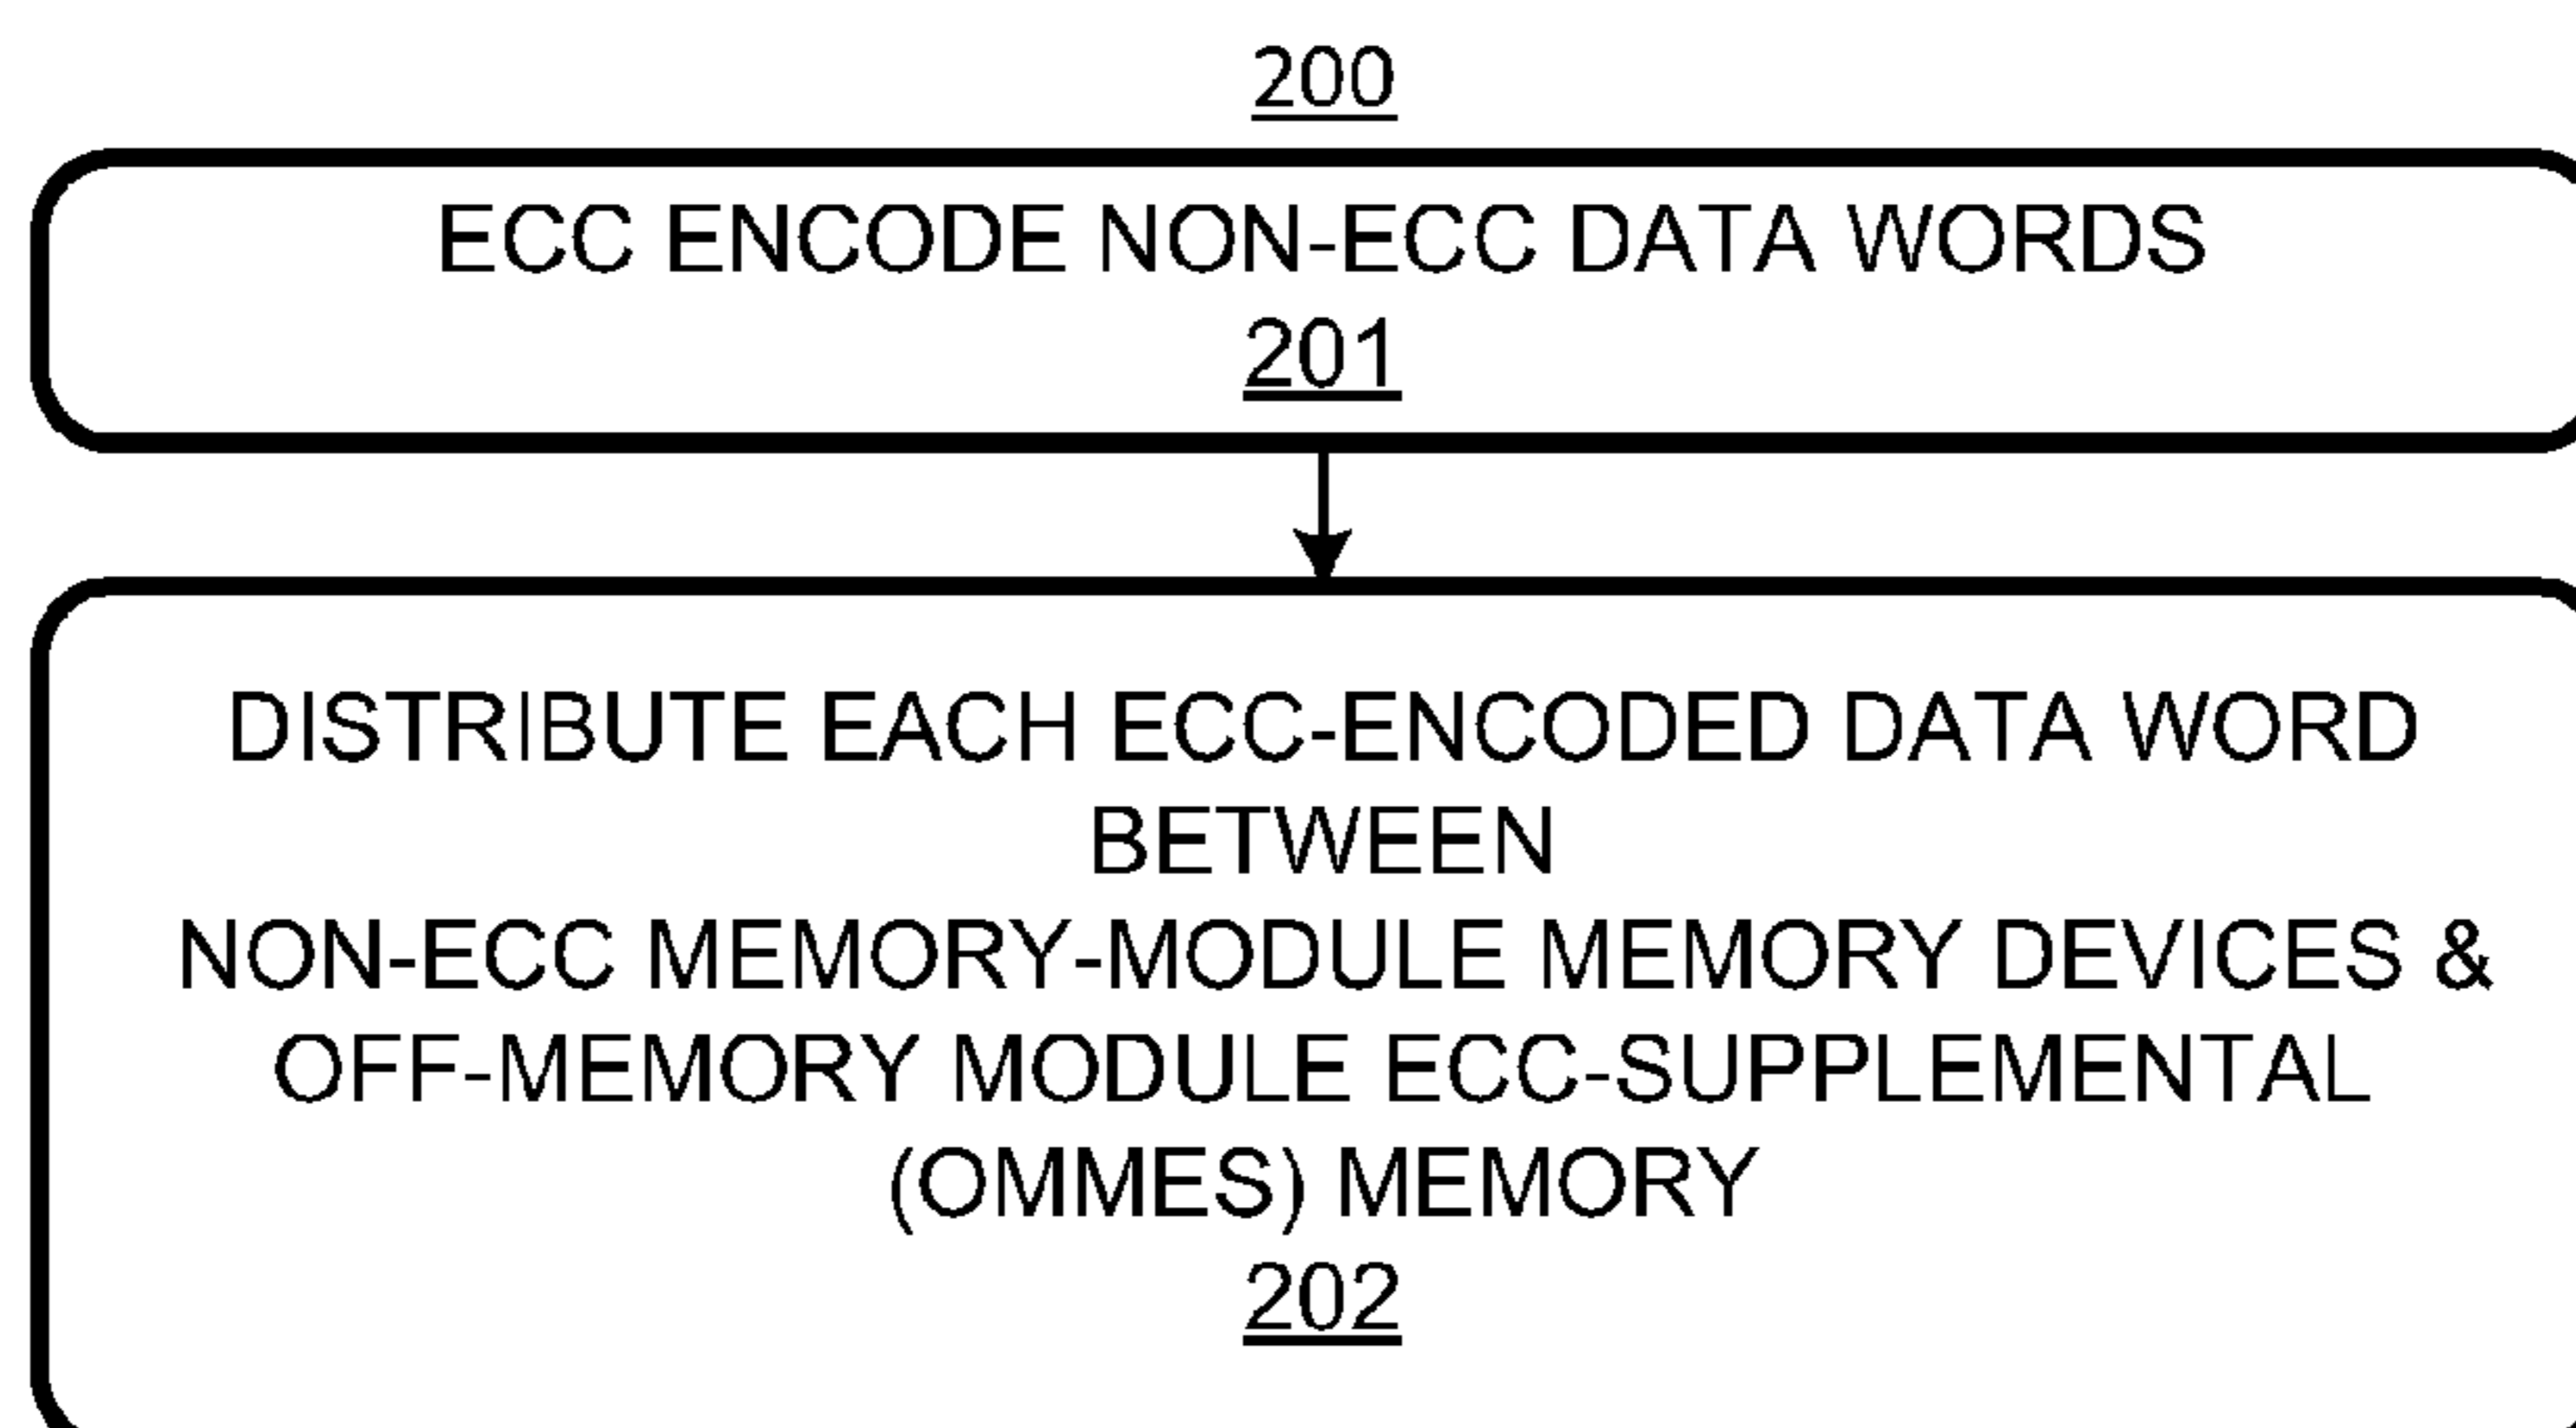 200
ECC ENCODE NON-ECC DATA WORDS
201
DISTRIBUTE EACH ECC-ENCODED DATA WORD
BETWEEN
NON-ECC MEMORY-MODULE MEMORY DEVICES &
OFF-MEMORY MODULE ECC-SUPPLEMENTAL
(OMMES) MEMORY
202